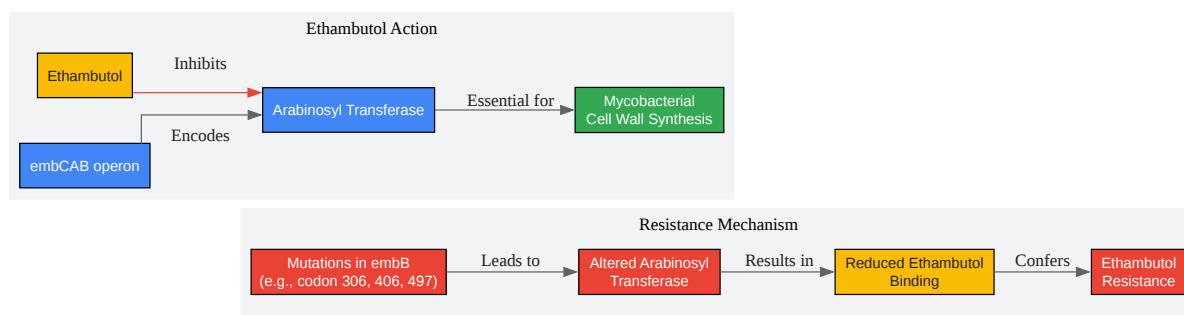 Ethambutol Action
Ethambutol
Inhibits
Arabinosyl Transferase
Essential for
Mycobacterial
Cell Wall Synthesis
Encodes
embCAB operon
Resistance Mechanism
Mutations in embB
(e.g., codon 306, 406, 497)
Leads to
Altered Arabinosyl
Transferase
Results in
Reduced Ethambutol
Binding
Confers
Ethambutol
Resistance